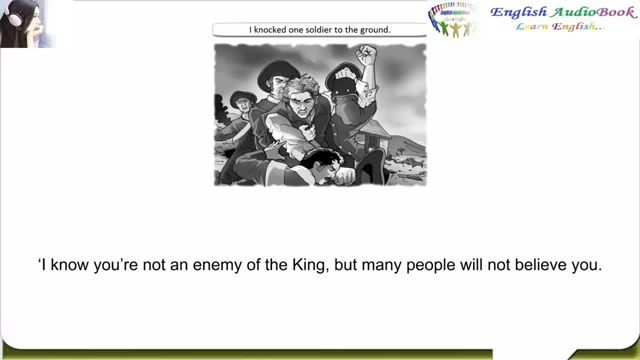 English AudioBook
Learn English...
I knocked one soldier to the ground.
‘I know you’re not an enemy of the King, but many people will not believe you.